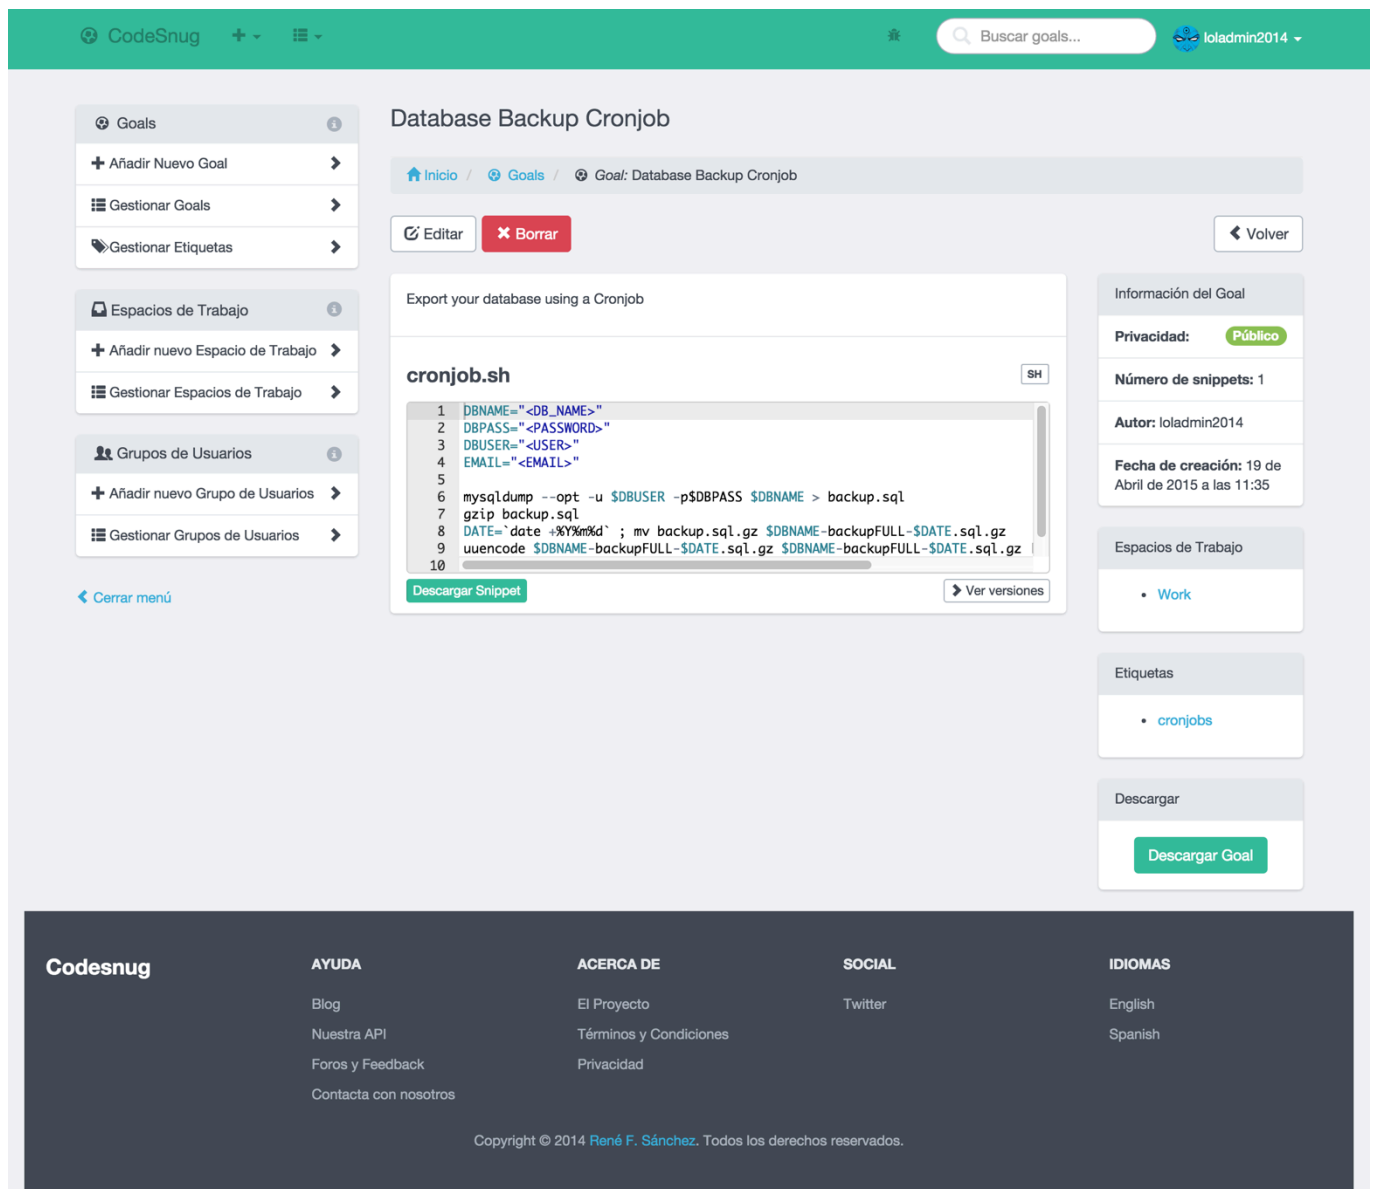 CodeSnug
Buscar goals...
loladmin2014
Goals
Añadir Nuevo Goal
Gestionar Goals
Gestionar Etiquetas
Espacios de Trabajo
Añadir nuevo Espacio de Trabajo
Gestionar Espacios de Trabajo
Grupos de Usuarios
Añadir nuevo Grupo de Usuarios
Gestionar Grupos de Usuarios
Cerrar menú
Database Backup Cronjob
Inicio / Goals / Goal: Database Backup Cronjob
Editar
Borrar
Volver
Export your database using a Cronjob
cronjob.sh
SH
1 DBNAME="<DB_NAME>"
2 DBPASS="<PASSWORD>"
3 DBUSER="<USER>"
4 EMAIL="<EMAIL>"
5
6 mysqldump --opt -u $DBUSER -p$DBPASS $DBNAME > backup.sql
7 gzip backup.sql
8 DATE=`date +%Y%m%d` ; mv backup.sql.gz $DBNAME-backupFULL-$DATE.sql.gz
9 uuencode $DBNAME-backupFULL-$DATE.sql.gz $DBNAME-backupFULL-$DATE.sql.gz
10
Descargar Snippet
Ver versiones
Información del Goal
Privacidad: Público
Número de snippets: 1
Autor: loladmin2014
Fecha de creación: 19 de
Abril de 2015 a las 11:35
Espacios de Trabajo
Work
Etiquetas
cronjobs
Descargar
Descargar Goal
Codesnug
AYUDA
Blog
Nuestra API
Foros y Feedback
Contacta con nosotros
ACERCA DE
El Proyecto
Términos y Condiciones
Privacidad
SOCIAL
Twitter
IDIOMAS
English
Spanish
Copyright © 2014 René F. Sánchez. Todos los derechos reservados.